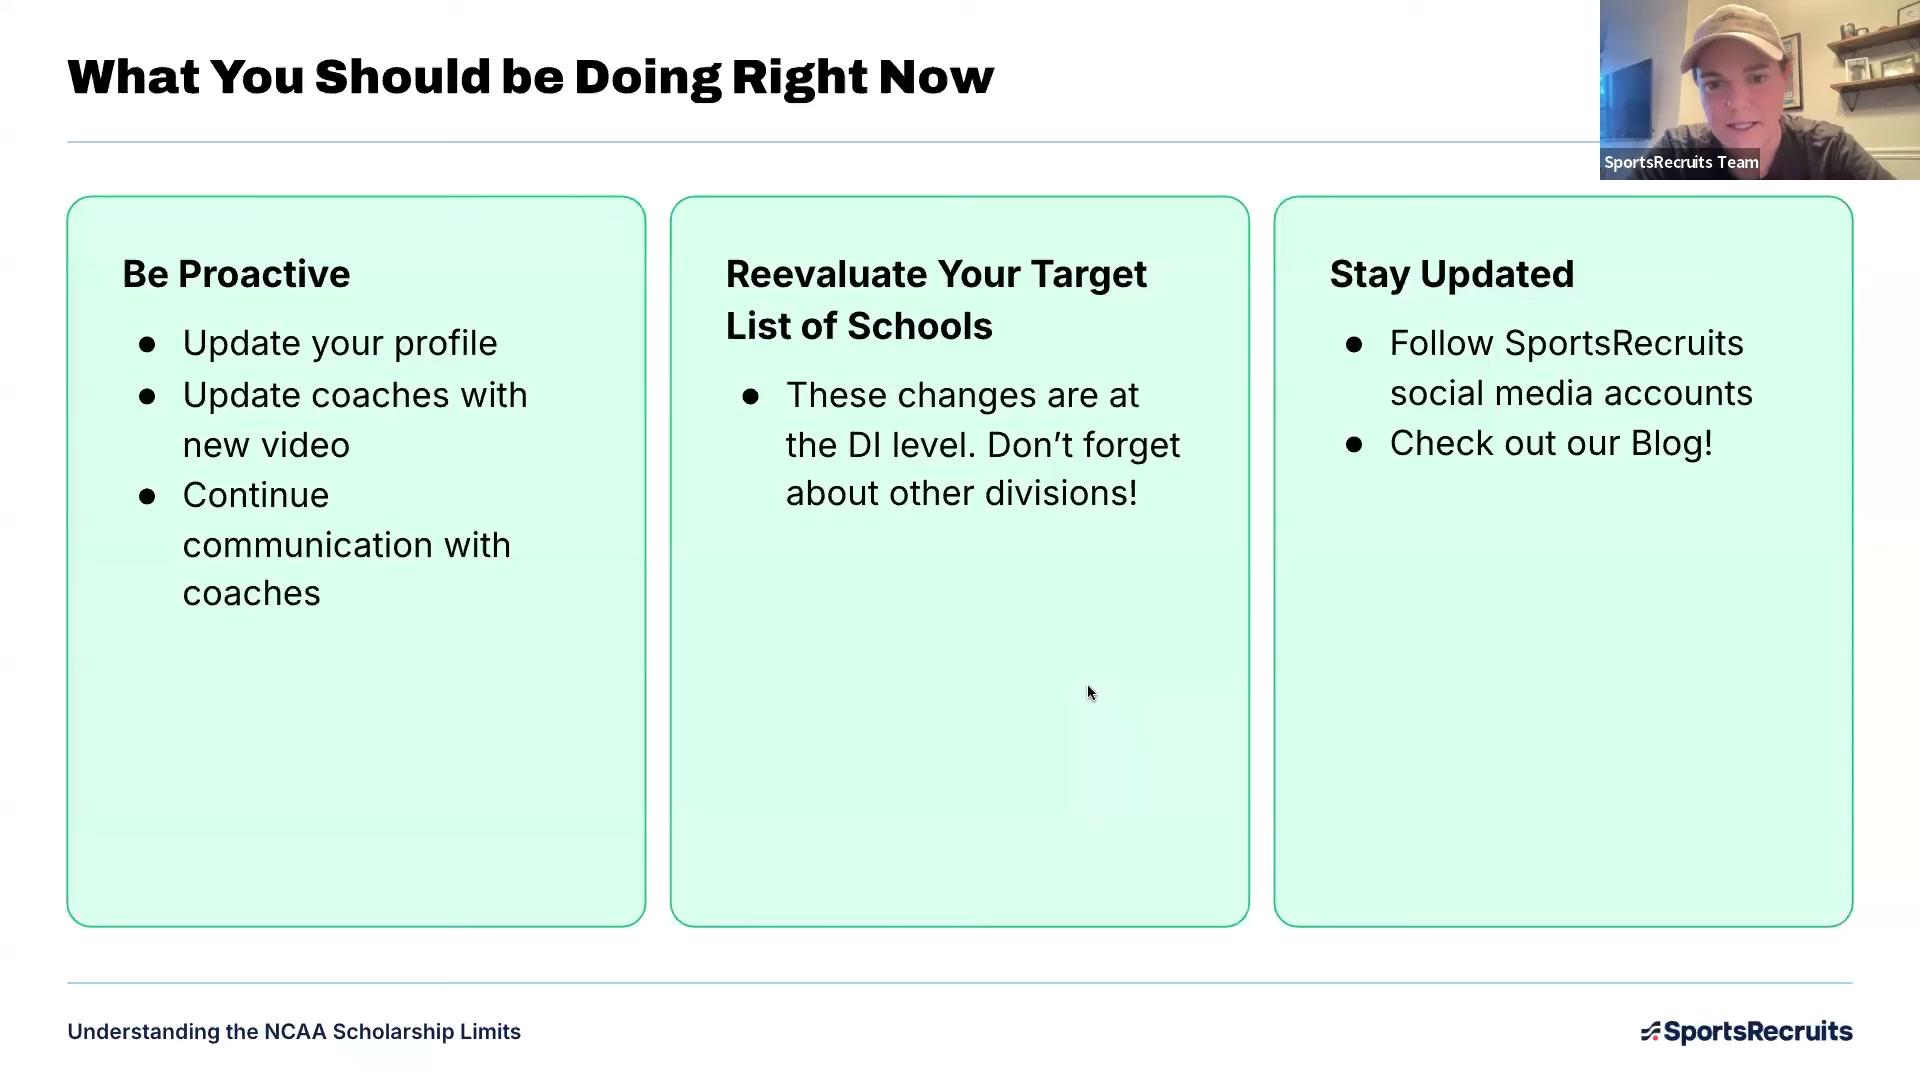 What You Should be Doing Right Now
SportsRecruits Team
Be Proactive
● Update your profile
● Update coaches with
new video
● Continue
communication with
coaches
Reevaluate Your Target
List of Schools
● These changes are at
the DI level. Don’t forget
about other divisions!
Stay Updated
● Follow SportsRecruits
social media accounts
● Check out our Blog!
Understanding the NCAA Scholarship Limits
SportsRecruits